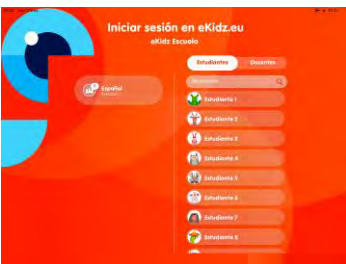 Iniciar sesión en eKidz.eu
eKidz Escuela
Estudiantes
Docentes
Español
Estudiante 1
Estudiante 2
Estudiante 3
Estudiante 4
Estudiante 5
Estudiante 6
Estudiante 7
Estudiante 8